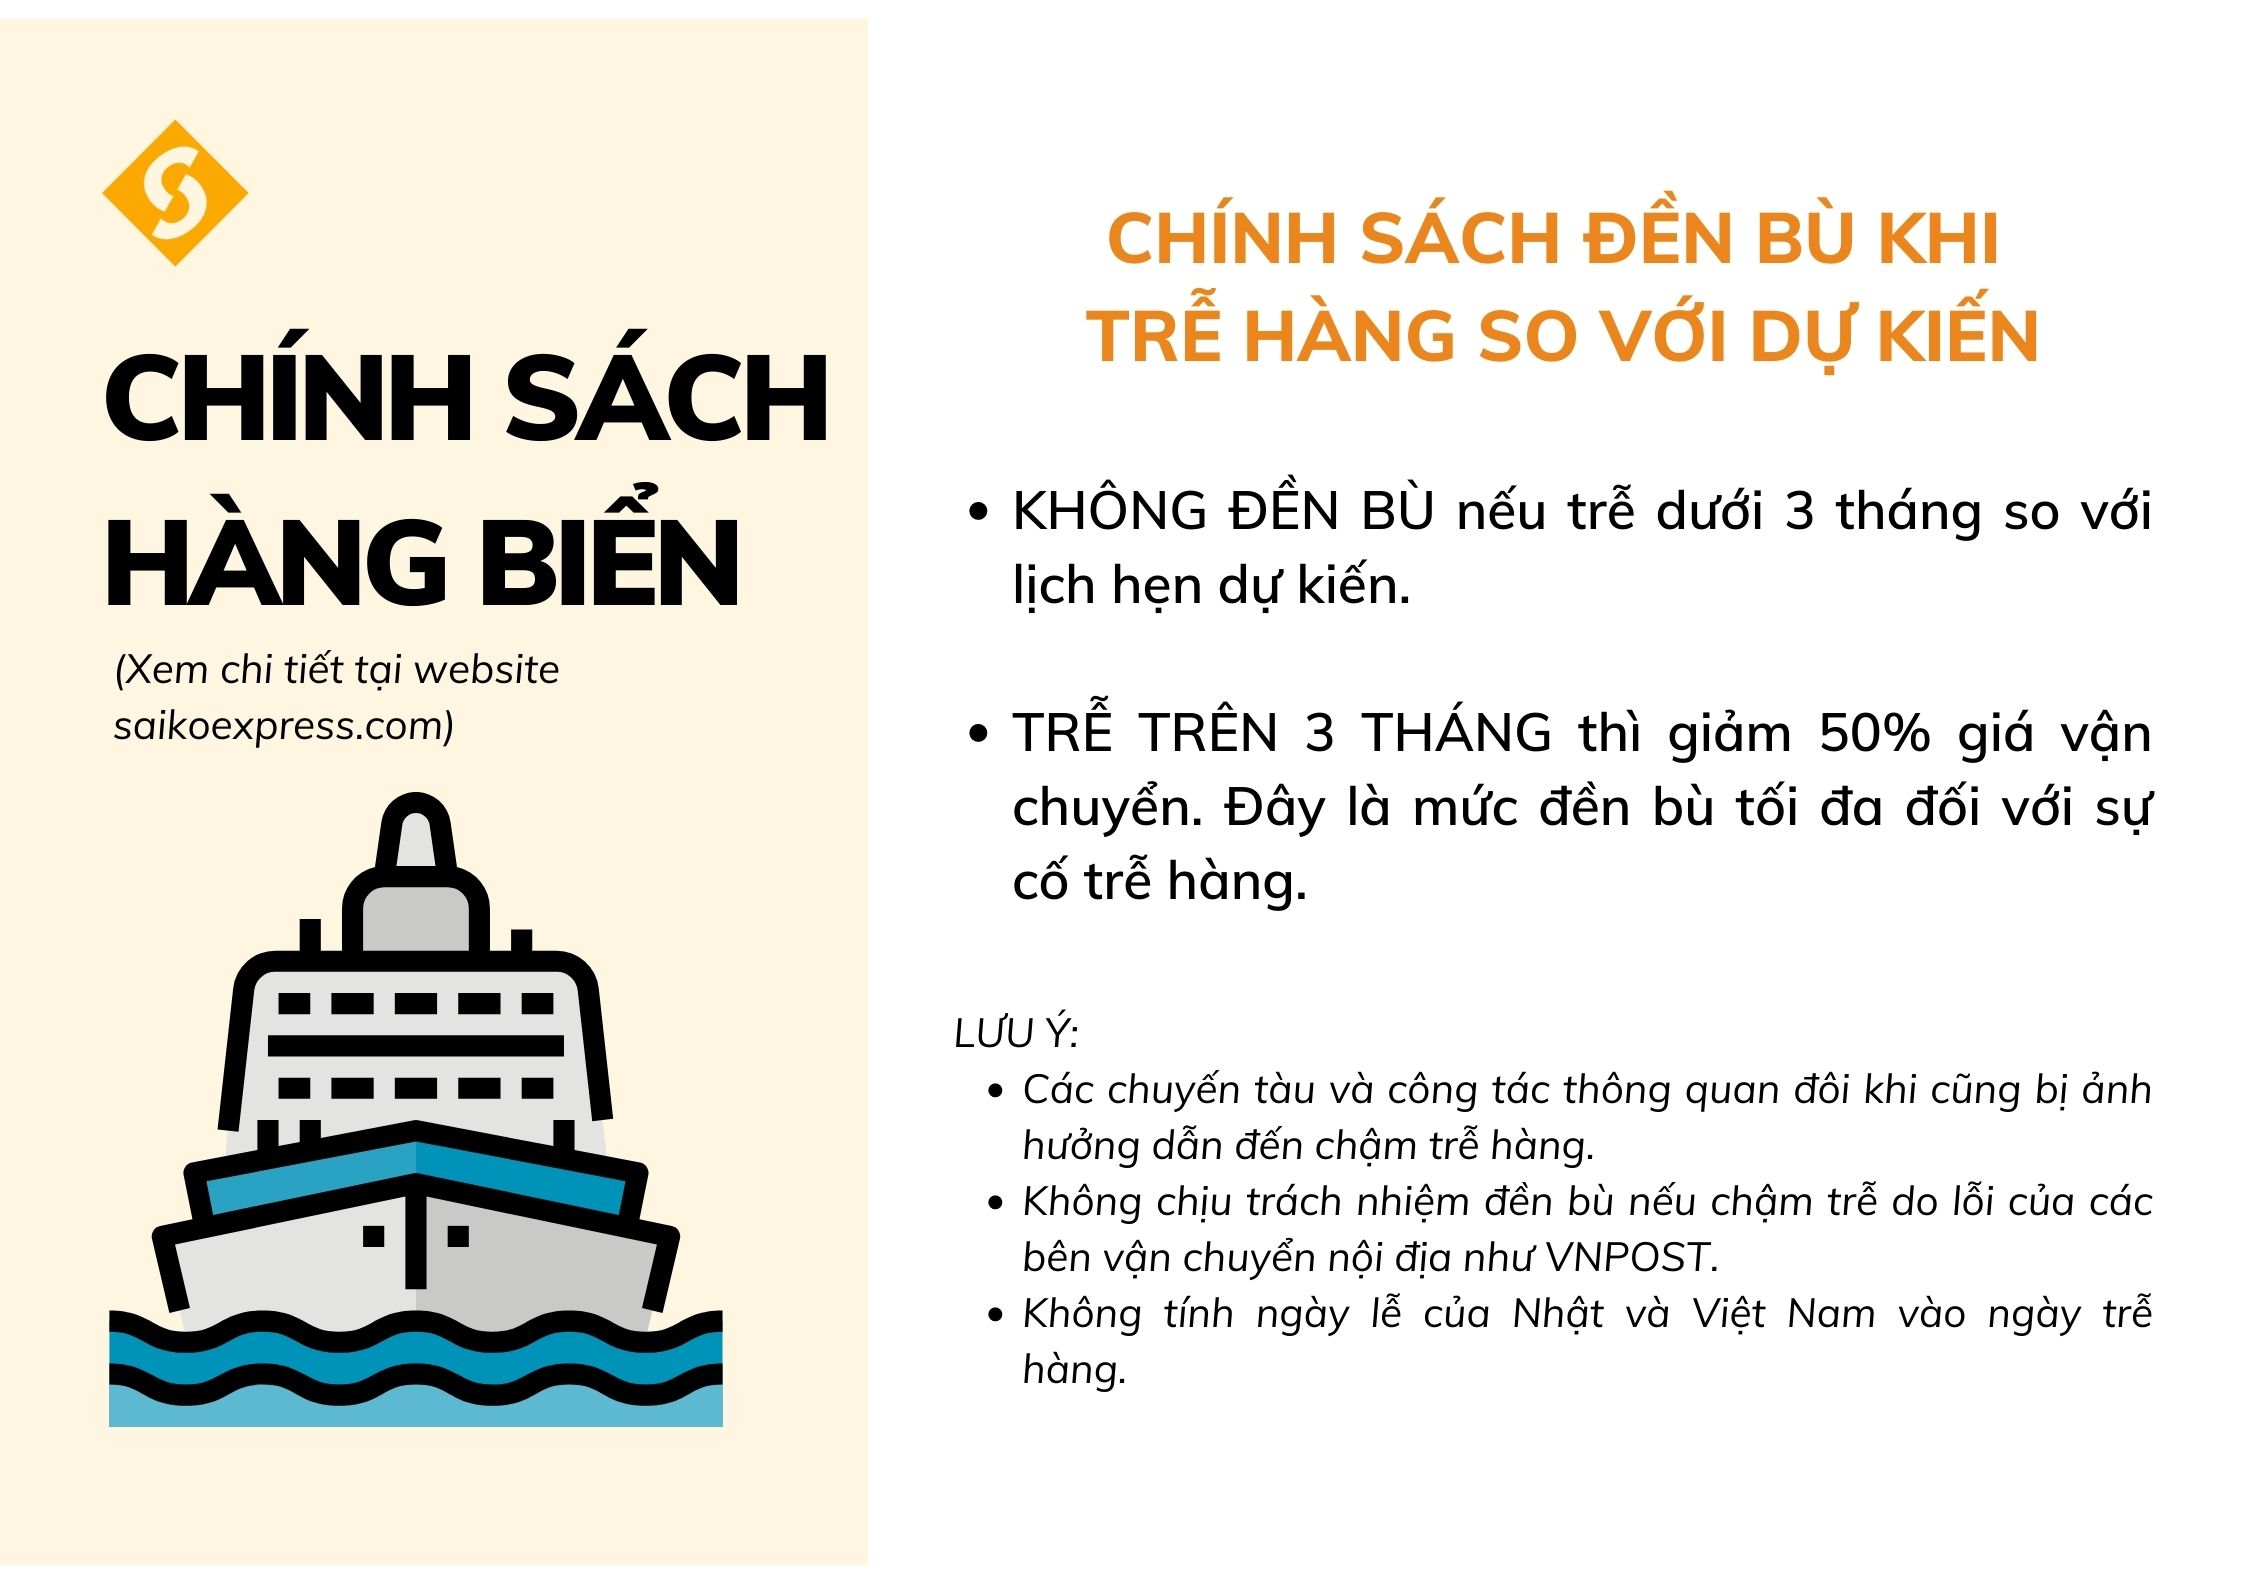 CHÍNH SÁCH
HÀNG BIỂN
(Xem chi tiết tại website
saikoexpress.com)
CHÍNH SÁCH ĐỀN BÙ KHI
TRỄ HÀNG SO VỚI DỰ KIẾN
• KHÔNG ĐỀN BÙ nếu trễ dưới 3 tháng so với
lịch hẹn dự kiến.
• TRỄ TRÊN 3 THÁNG thì giảm 50% giá vận
chuyển. Đây là mức đền bù tối đa đối với sự
cố trễ hàng.
LƯU Ý:
• Các chuyến tàu và công tác thông quan đôi khi cũng bị ảnh
hưởng dẫn đến chậm trễ hàng.
• Không chịu trách nhiệm đền bù nếu chậm trễ do lỗi của các
bên vận chuyển nội địa như VNPOST.
• Không tính ngày lễ của Nhật và Việt Nam vào ngày trễ
hàng.